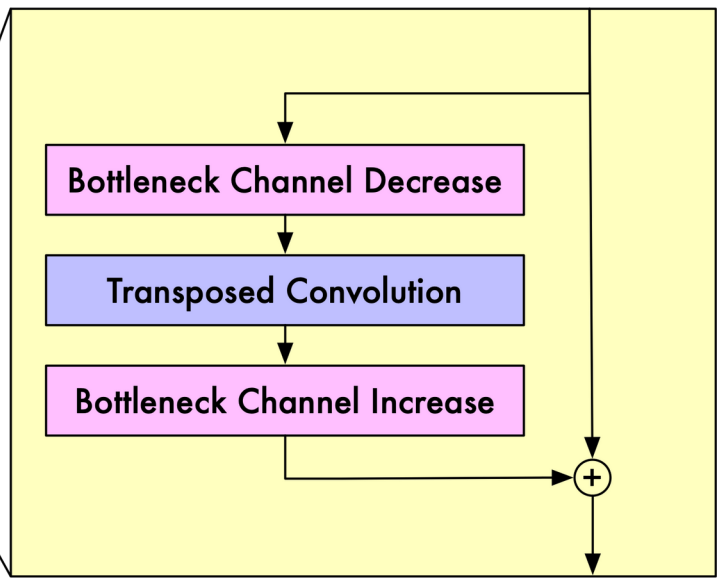 Bottleneck Channel Decrease
Transposed Convolution
Bottleneck Channel Increase
+